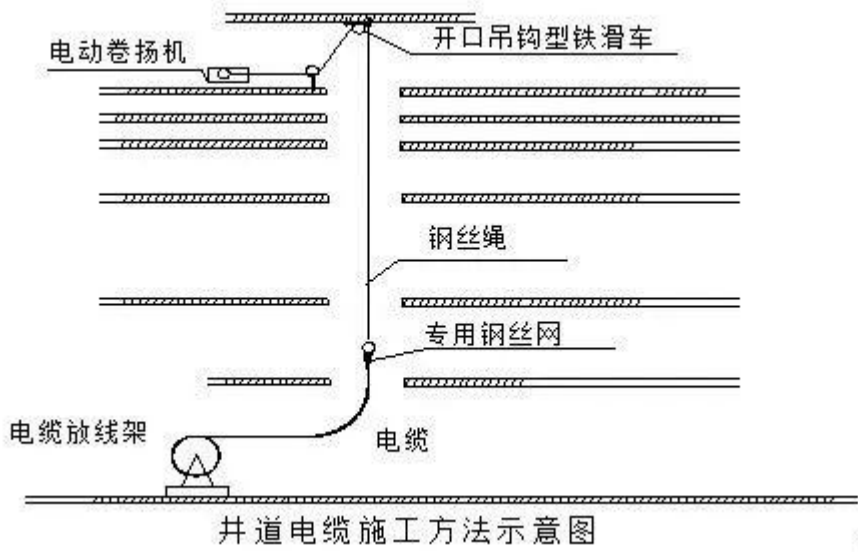 开口吊钩型铁滑车
电动卷扬机
钢丝绳
专用钢丝网
电缆放线架
电缆
井道电缆施工方法示意图